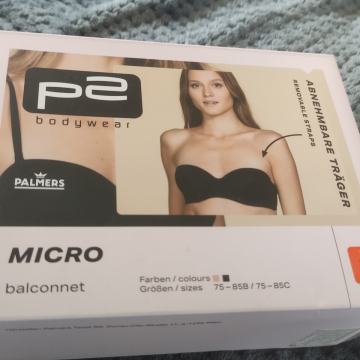 p2
bodywear
PALMERS
ABNEHMBARE TRÄGER
REMOVABLE STRAPS
MICRO
balconnet
Farben / colours
Größen / sizes 75-85B / 75-85C